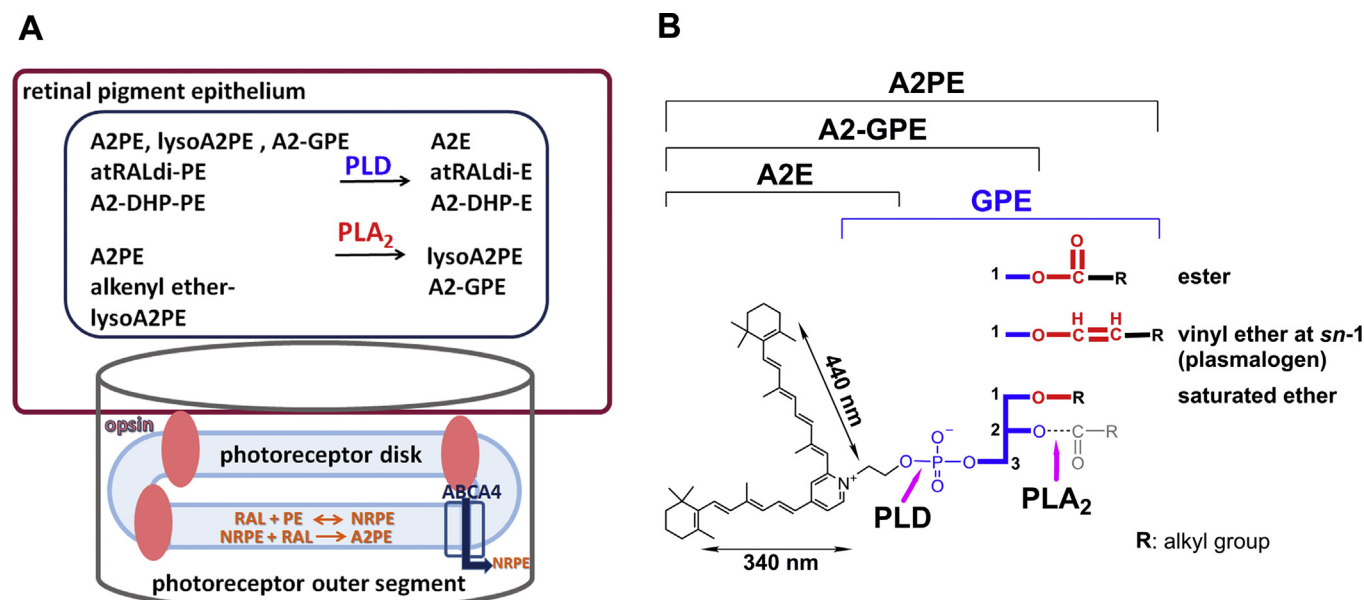 A
retinal pigment epithelium
A2PE, lysoA2PE , A2-GPE
atRALdi-PE
A2-DHP-PE
PLD
A2E
atRALdi-E
A2-DHP-E
A2PE
alkenyl ether-
lysoA2PE
PLA2
lysoA2PE
A2-GPE
opsin
photoreceptor disk
ABCA4
RAL + PE ↔ NRPE
NRPE + RAL → A2PE
NRPE
photoreceptor outer segment
B
A2PE
A2-GPE
A2E
GPE
1 O C O R ester
1 O C H C H R vinyl ether at sn-1
(plasmalogen)
1 O R saturated ether
2 O C O R
3
440 nm
340 nm
N+
O P O− O O
PLD
PLA2
R: alkyl group